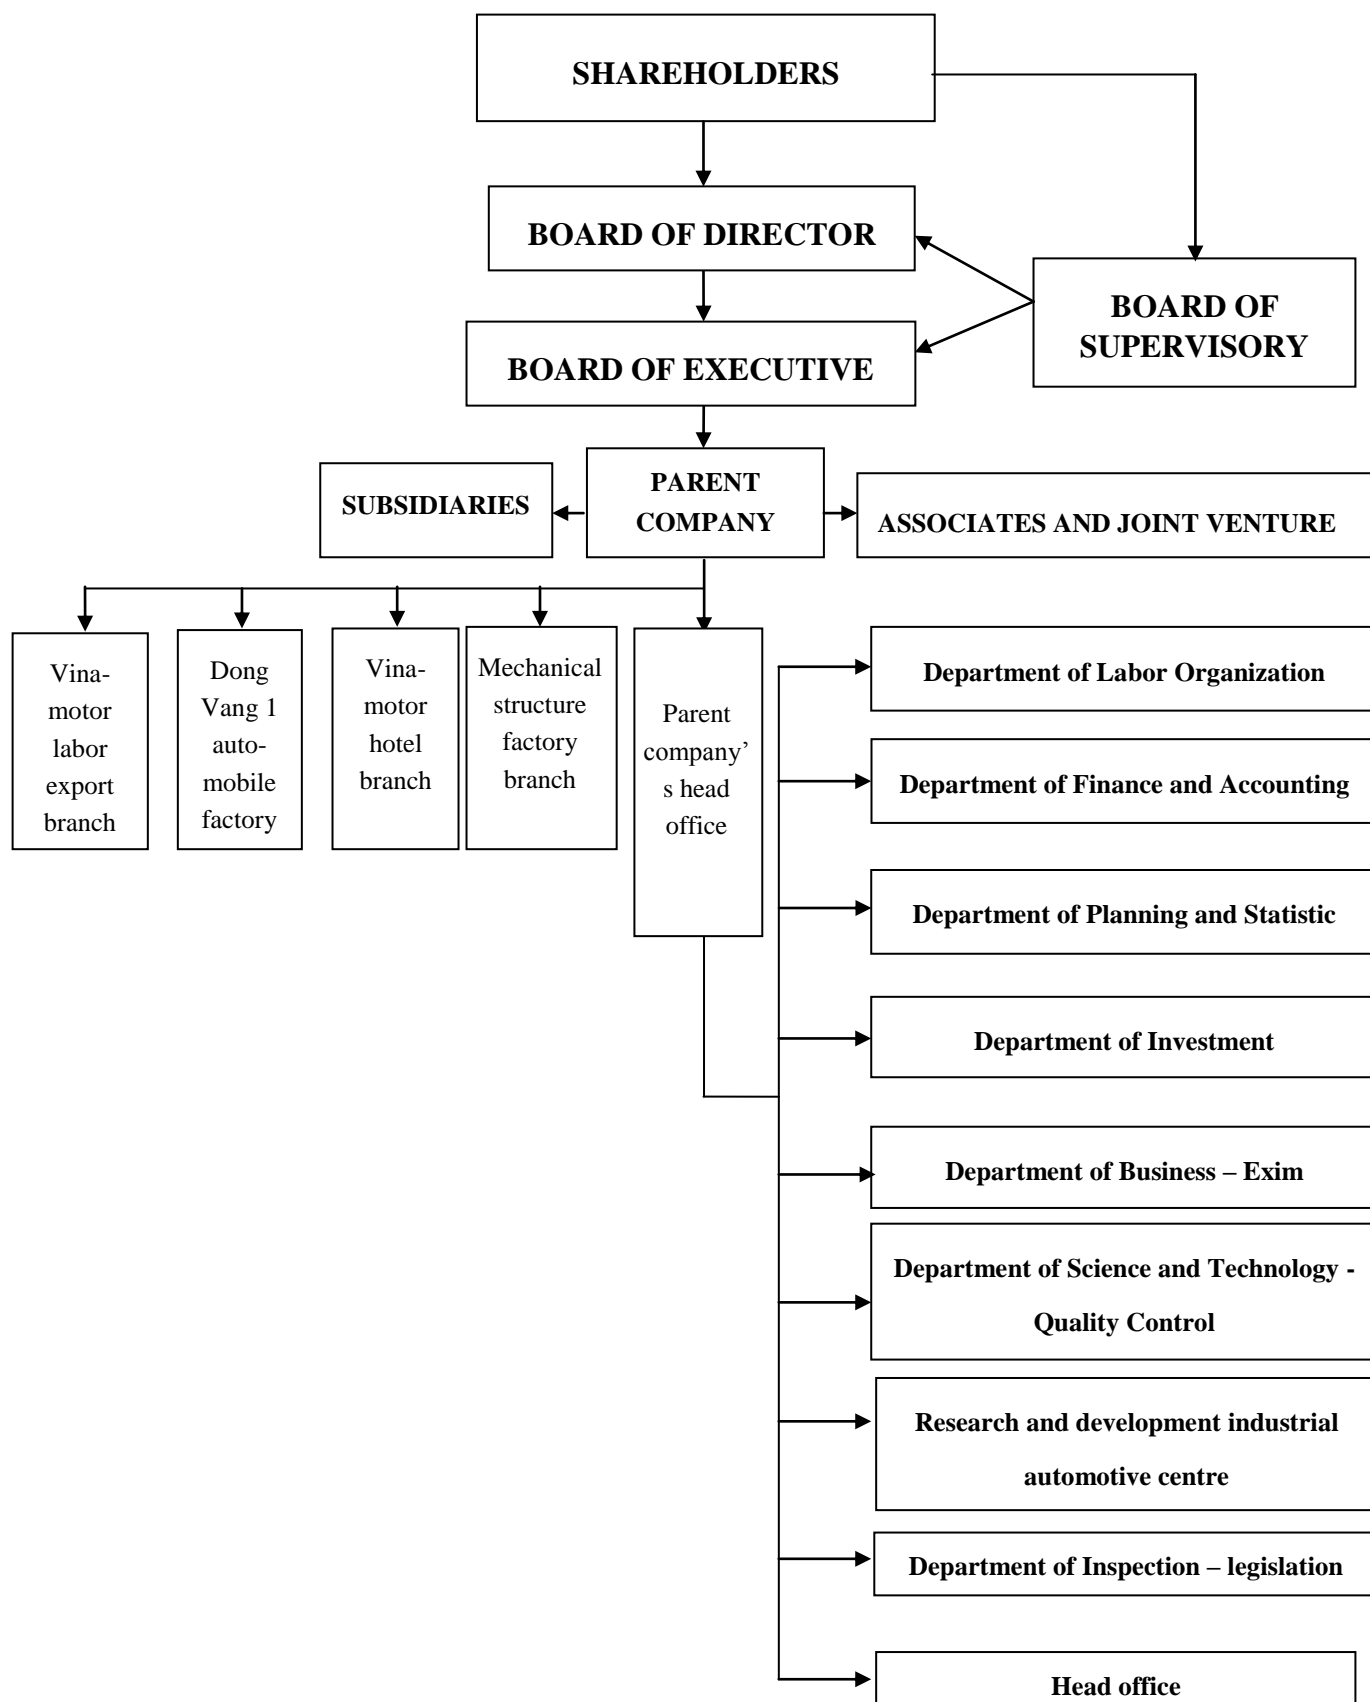 SHAREHOLDERS
BOARD OF DIRECTOR
BOARD OF
SUPERVISORY
BOARD OF EXECUTIVE
SUBSIDIARIES
PARENT
COMPANY
ASSOCIATES AND JOINT VENTURE
Vina-
motor
labor
export
branch
Dong
Vang 1
auto-
mobile
factory
Vina-
motor
hotel
branch
Mechanical
structure
factory
branch
Parent
company’
s head
office
Department of Labor Organization
Department of Finance and Accounting
Department of Planning and Statistic
Department of Investment
Department of Business – Exim
Department of Science and Technology -
Quality Control
Research and development industrial
automotive centre
Department of Inspection – legislation
Head office